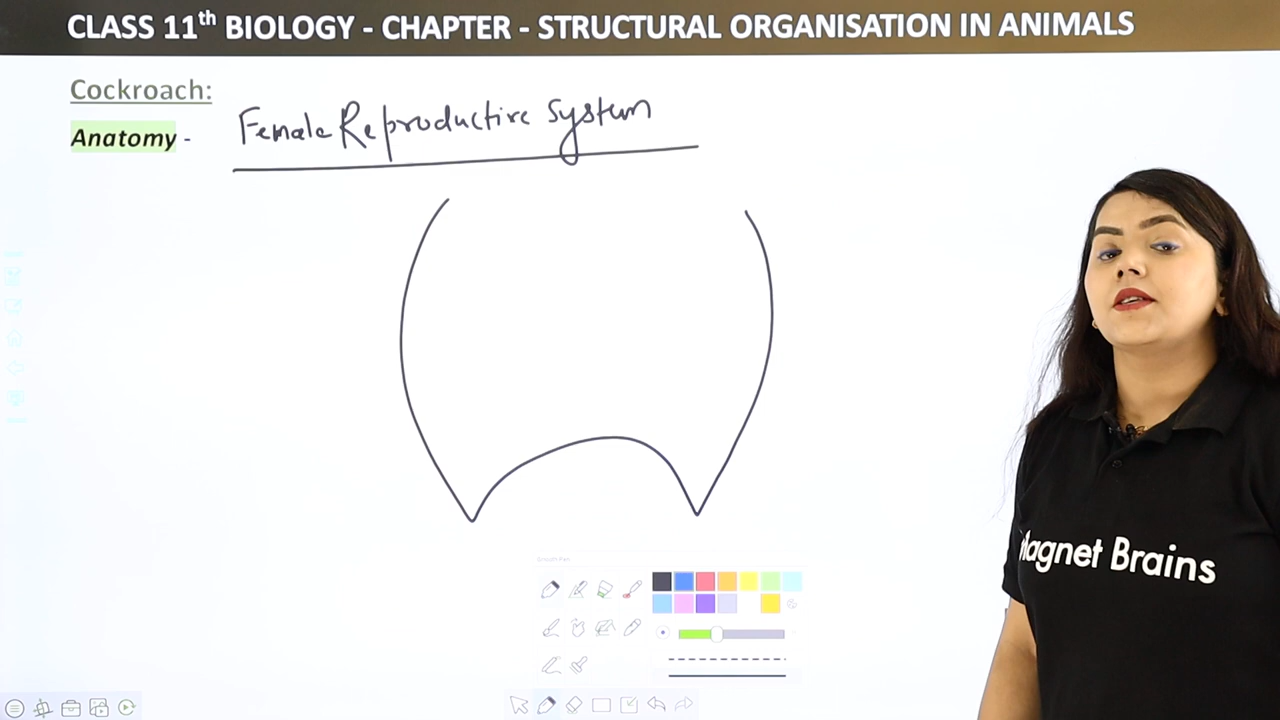 CLASS 11th BIOLOGY - CHAPTER - STRUCTURAL ORGANISATION IN ANIMALS
Cockroach:
Anatomy - Female Reproductive System
Magnet Brains